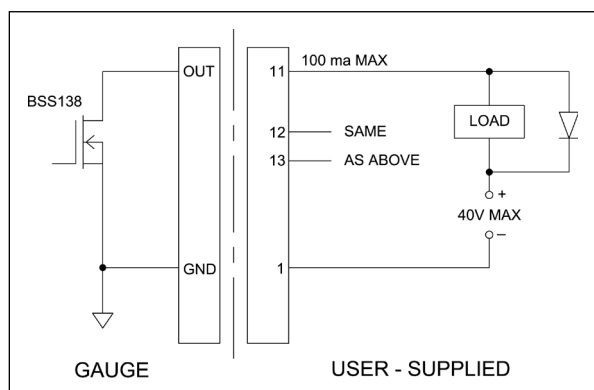 BSS138
OUT
11
100 ma MAX
LOAD
12
SAME
13
AS ABOVE
+
40V MAX
–
GND
1
GAUGE
USER - SUPPLIED